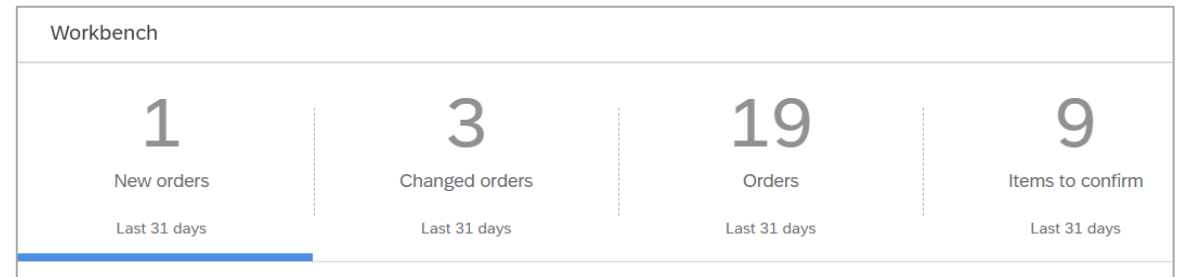 Workbench
1
New orders
Last 31 days
3
Changed orders
Last 31 days
19
Orders
Last 31 days
9
Items to confirm
Last 31 days